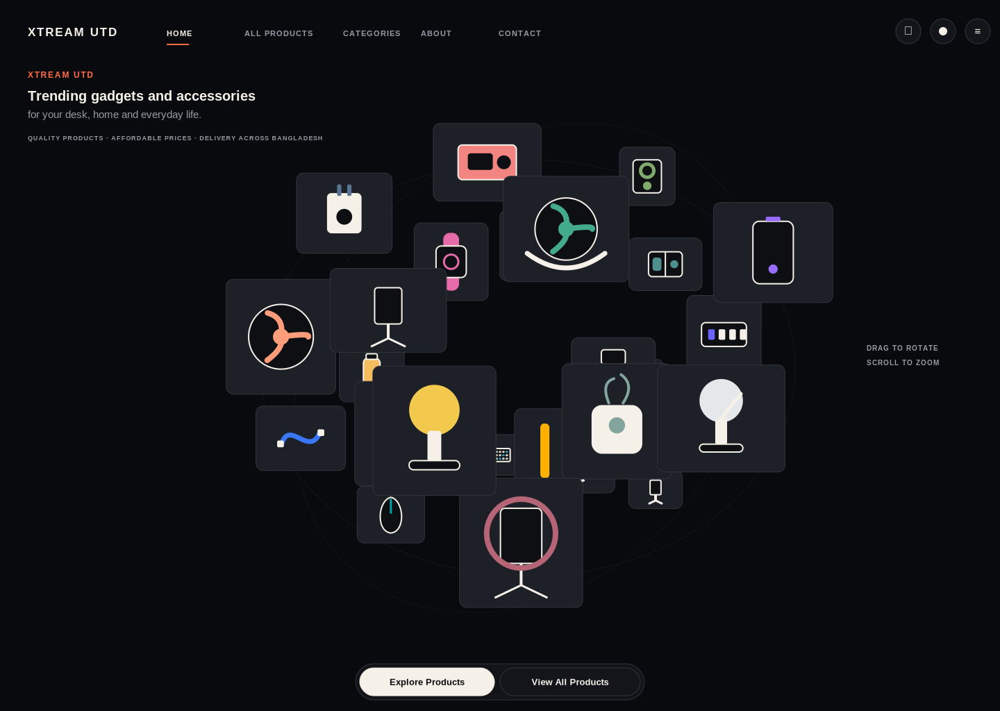 XTREAM UTD
HOME
ALL PRODUCTS
CATEGORIES
ABOUT
CONTACT
XTREAM UTD
Trending gadgets and accessories
for your desk, home and everyday life.
QUALITY PRODUCTS · AFFORDABLE PRICES · DELIVERY ACROSS BANGLADESH
DRAG TO ROTATE
SCROLL TO ZOOM
Explore Products
View All Products